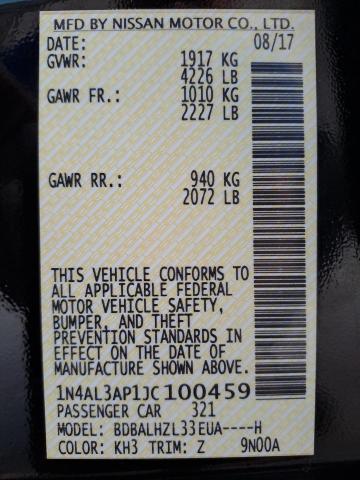 MFD BY NISSAN MOTOR CO., LTD.
DATE: 08/17
GVWR: 1917 KG
4226 LB
GAWR FR.: 1010 KG
2227 LB
GAWR RR.: 940 KG
2072 LB
THIS VEHICLE CONFORMS TO
ALL APPLICABLE FEDERAL
MOTOR VEHICLE SAFETY,
BUMPER, AND THEFT
PREVENTION STANDARDS IN
EFFECT ON THE DATE OF
MANUFACTURE SHOWN ABOVE.
1N4AL3AP1JC100459
PASSENGER CAR 321
MODEL: BDBALHZL33EUA----H
COLOR: KH3 TRIM: Z 9N00A